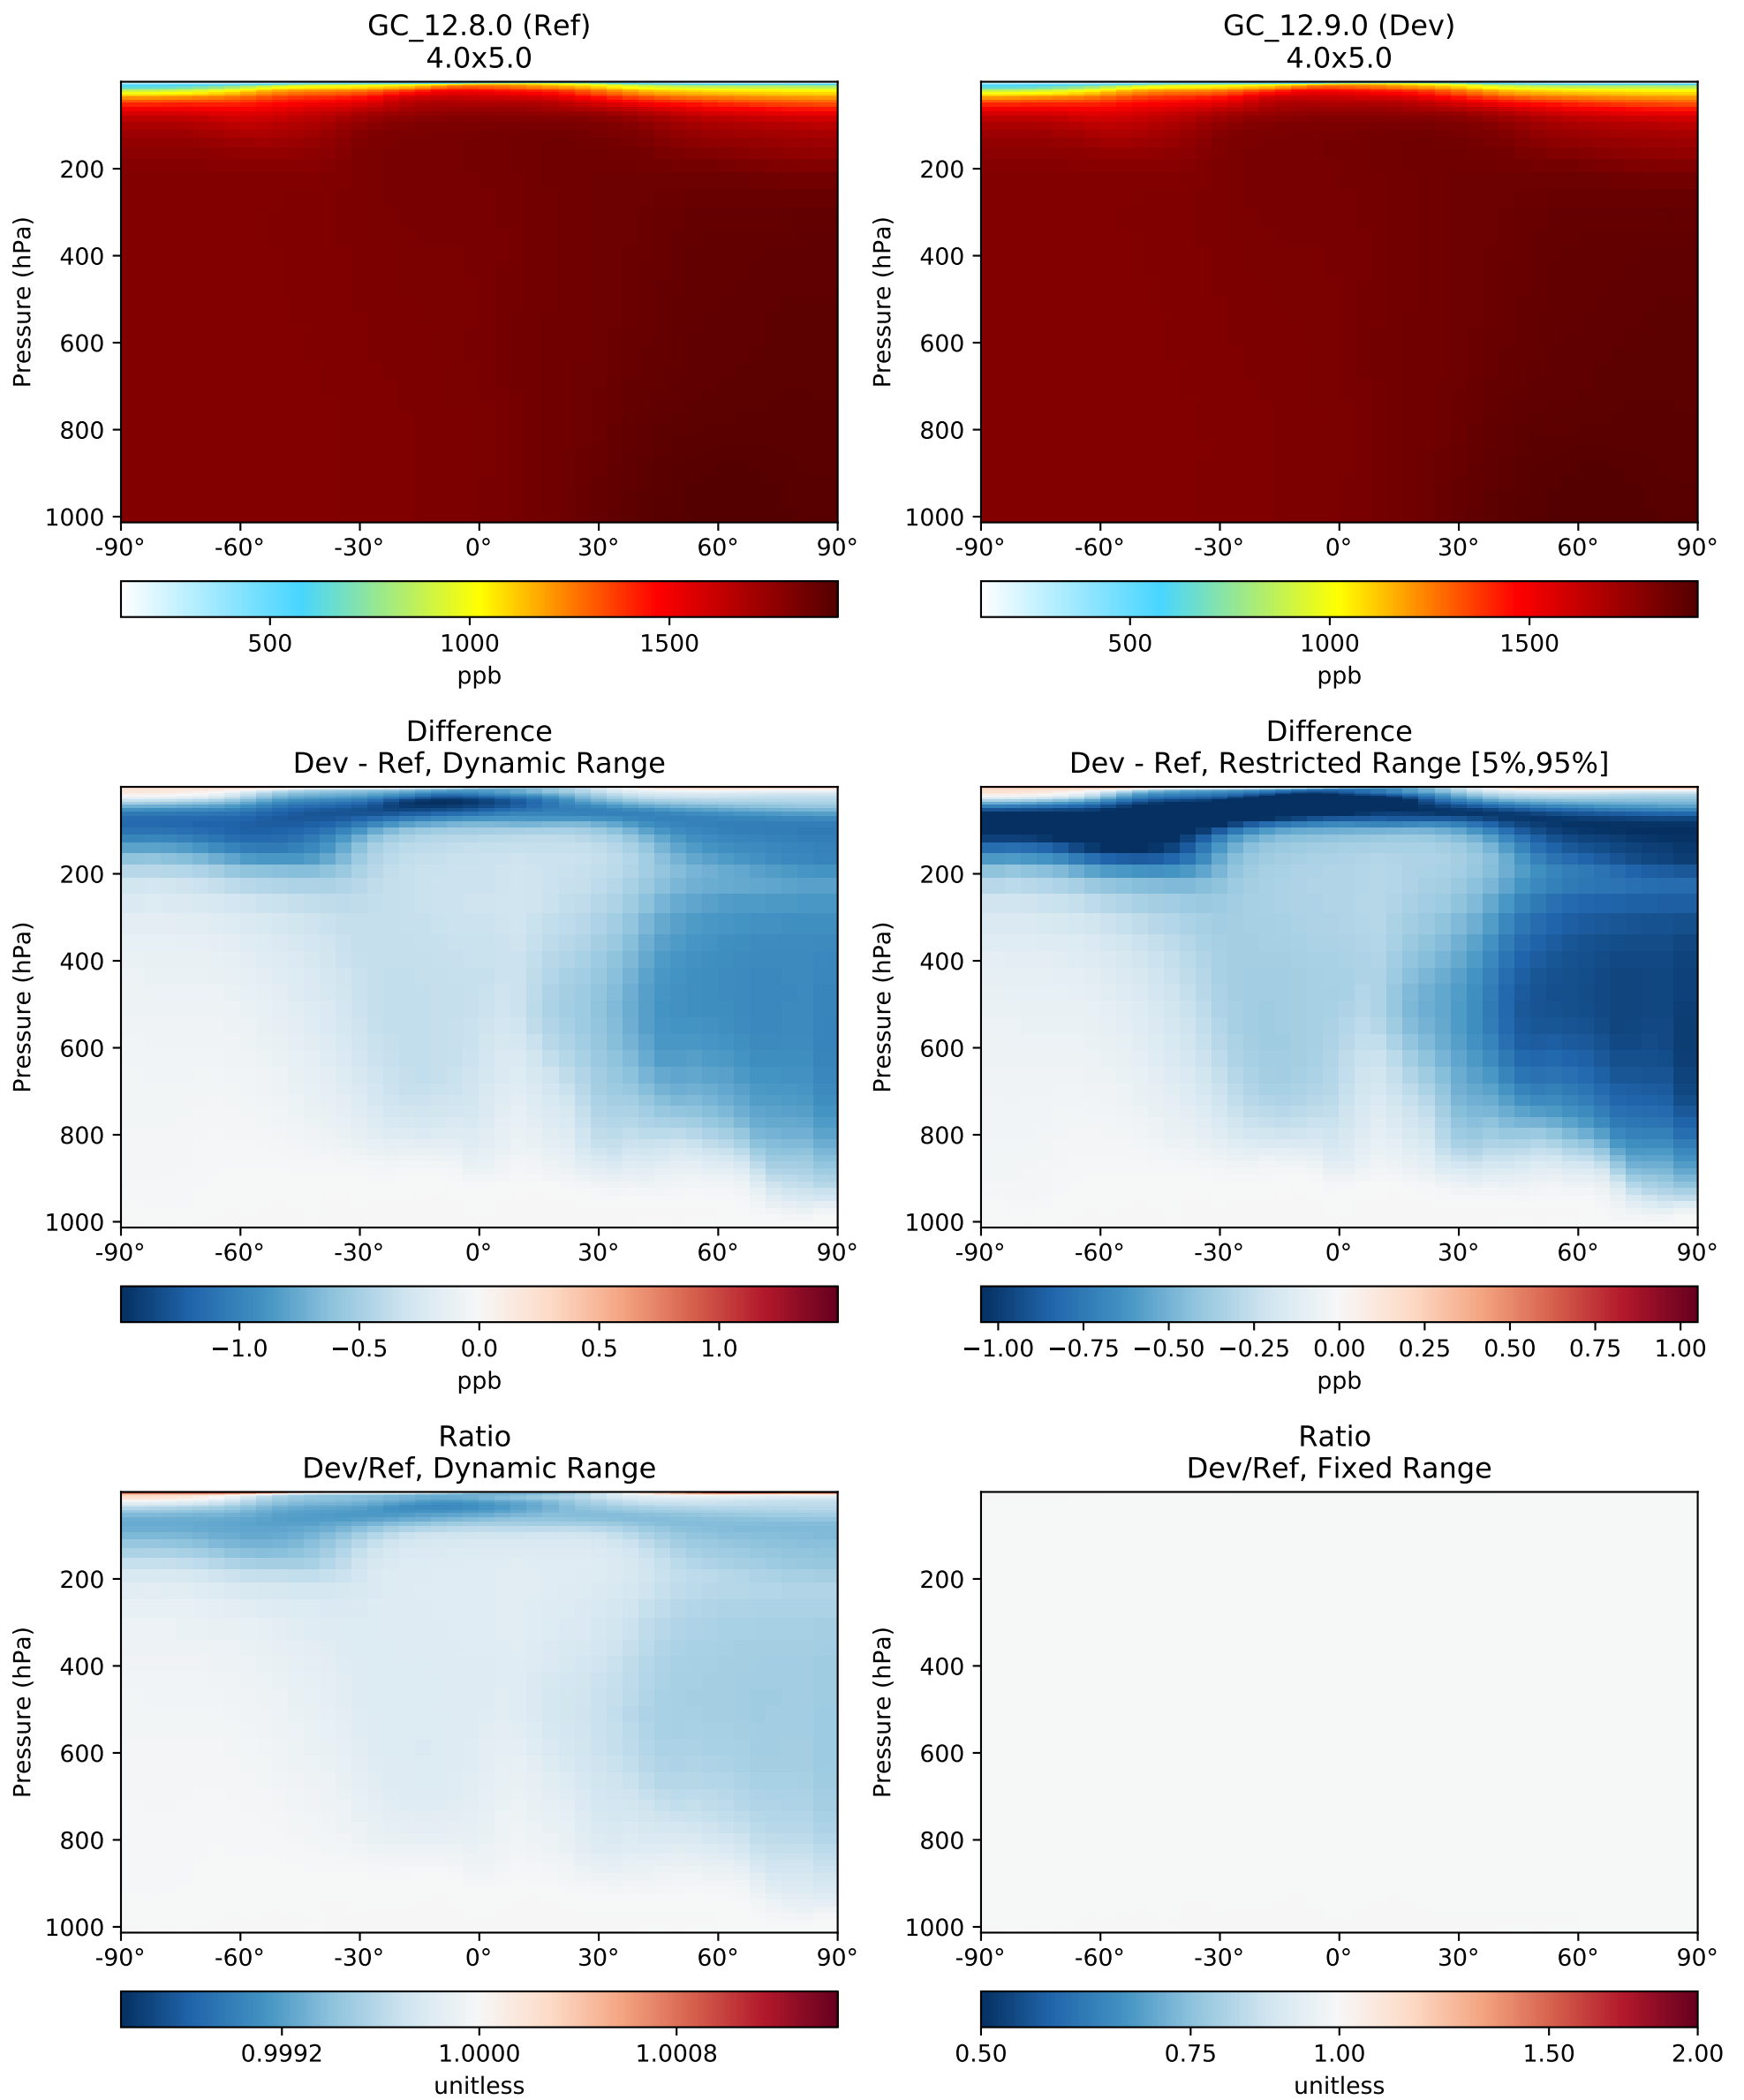 GC_12.8.0 (Ref)
4.0x5.0
Pressure (hPa)
200
400
600
800
1000
-90° -60° -30° 0° 30° 60° 90°
500 1000 1500
ppb
GC_12.9.0 (Dev)
4.0x5.0
Pressure (hPa)
200
400
600
800
1000
-90° -60° -30° 0° 30° 60° 90°
500 1000 1500
ppb
Difference
Dev - Ref, Dynamic Range
Pressure (hPa)
200
400
600
800
1000
-90° -60° -30° 0° 30° 60° 90°
−1.0 −0.5 0.0 0.5 1.0
ppb
Difference
Dev - Ref, Restricted Range [5%,95%]
Pressure (hPa)
200
400
600
800
1000
-90° -60° -30° 0° 30° 60° 90°
−1.00 −0.75 −0.50 −0.25 0.00 0.25 0.50 0.75 1.00
ppb
Ratio
Dev/Ref, Dynamic Range
Pressure (hPa)
200
400
600
800
1000
-90° -60° -30° 0° 30° 60° 90°
0.9992 1.0000 1.0008
unitless
Ratio
Dev/Ref, Fixed Range
Pressure (hPa)
200
400
600
800
1000
-90° -60° -30° 0° 30° 60° 90°
0.50 0.75 1.00 1.50 2.00
unitless